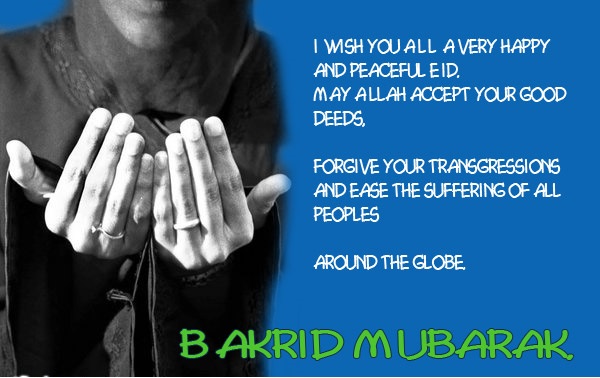 I WISH YOU ALL A VERY HAPPY
AND PEACEFUL EID.
MAY ALLAH ACCEPT YOUR GOOD
DEEDS,
FORGIVE YOUR TRANSGRESSIONS
AND EASE THE SUFFERING OF ALL
PEOPLES
AROUND THE GLOBE.
BAKRID MUBARAK.